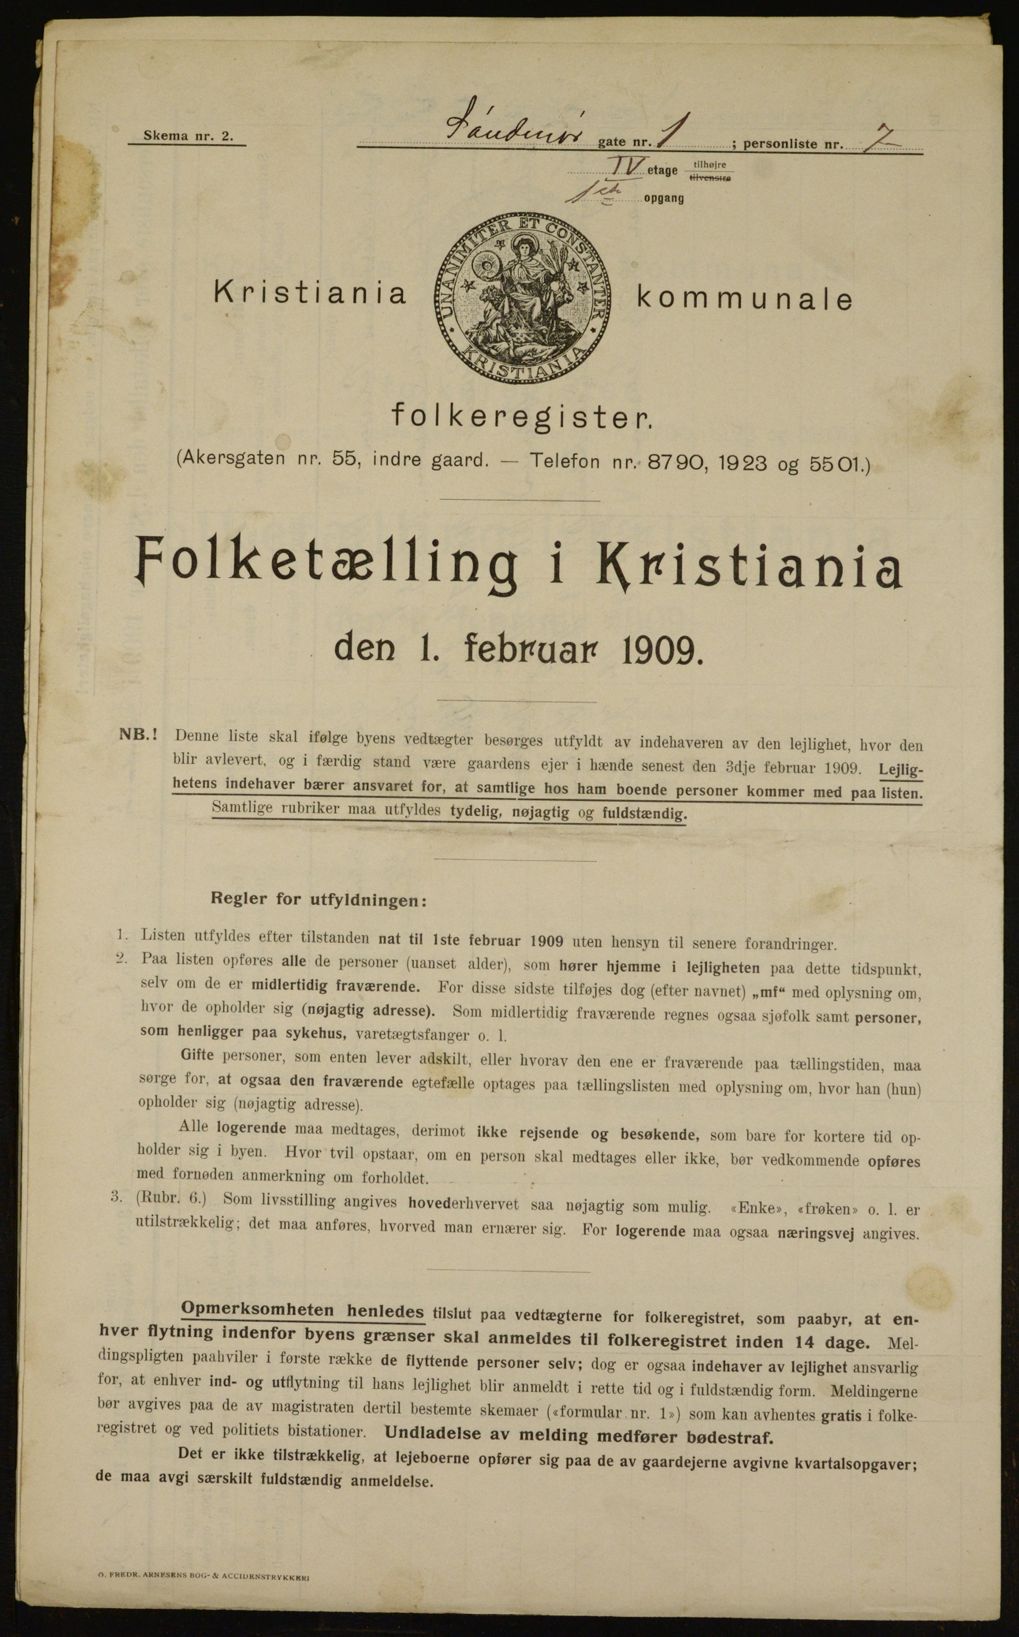 Skema nr. 2.
Søndmør gate nr. 1 ; personliste nr. 7
IV etage tilhøjre
tilvenstre
1ste opgang
UNANIMITER ET CONSTANTER
KRISTIANIA
Kristiania kommunale
folkeregister.
(Akersgaten nr. 55, indre gaard. — Telefon nr. 8790, 1923 og 5501.)
Folketælling i Kristiania
den 1. februar 1909.
NB.! Denne liste skal ifølge byens vedtægter besørges utfyldt av indehaveren av den lejlighet, hvor den
blir avlevert, og i færdig stand være gaardens ejer i hænde senest den 3dje februar 1909. Lejlig-
hetens indehaver bærer ansvaret for, at samtlige hos ham boende personer kommer med paa listen.
Samtlige rubriker maa utfyldes tydelig, nøjagtig og fuldstændig.
Regler for utfyldningen:
1. Listen utfyldes efter tilstanden nat til 1ste februar 1909 uten hensyn til senere forandringer.
2. Paa listen opføres alle de personer (uanset alder), som hører hjemme i lejligheten paa dette tidspunkt,
selv om de er midlertidig fraværende. For disse sidste tilføjes dog (efter navnet) „mf“ med oplysning om,
hvor de opholder sig (nøjagtig adresse). Som midlertidig fraværende regnes ogsaa sjøfolk samt personer,
som henligger paa sykehus, varetægtsfanger o. l.
Gifte personer, som enten lever adskilt, eller hvorav den ene er fraværende paa tællingstiden, maa
sørge for, at ogsaa den fraværende egtefælle optages paa tællingslisten med oplysning om, hvor han (hun)
opholder sig (nøjagtig adresse).
Alle logerende maa medtages, derimot ikke rejsende og besøkende, som bare for kortere tid op-
holder sig i byen. Hvor tvil opstaar, om en person skal medtages eller ikke, bør vedkommende opføres
med fornøden anmerkning om forholdet.
3. (Rubr. 6.) Som livsstilling angives hovederhvervet saa nøjagtig som mulig. «Enke», «frøken» o. l. er
utilstrækkelig; det maa anføres, hvorved man ernærer sig. For logerende maa ogsaa næringsvej angives.
Opmerksomheten henledes tilslut paa vedtægterne for folkeregistret, som paabyr, at en-
hver flytning indenfor byens grænser skal anmeldes til folkeregistret inden 14 dage. Mel-
dingspligten paahviler i første række de flyttende personer selv; dog er ogsaa indehaver av lejlighet ansvarlig
for, at enhver ind- og utflytning til hans lejlighet blir anmeldt i rette tid og i fuldstændig form. Meldingerne
bør avgives paa de av magistraten dertil bestemte skemaer («formular nr. 1») som kan avhentes gratis i folke-
registret og ved politiets bistationer. Undladelse av melding medfører bødestraf.
Det er ikke tilstrækkelig, at lejeboerne opfører sig paa de av gaardejerne avgivne kvartalsopgaver;
de maa avgi særskilt fuldstændig anmeldelse.
O. FREDR. ARNESENS BOG- & ACCIDENSTRYKKERI